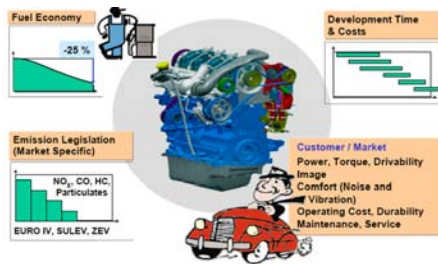 Fuel Economy
-25 %
Development Time
& Costs
Emission Legislation
(Market Specific)
NOx, CO, HC,
Particulates
EURO IV, SULEV, ZEV
Customer / Market
Power, Torque, Drivability
Image
Comfort (Noise and
Vibration)
Operating Cost, Durability
Maintenance, Service